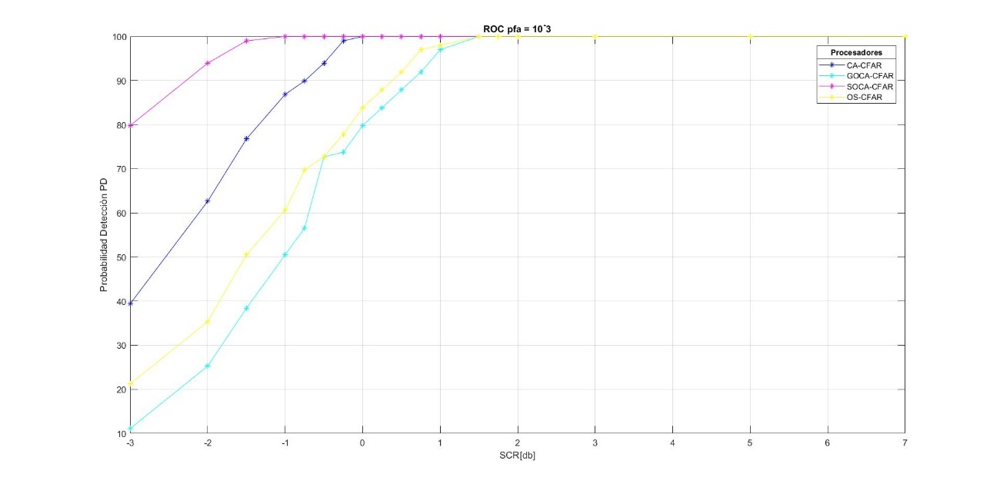 ROC pfa = 10ˉ3
100
90
80
70
60
50
40
30
20
10
Probabilidad Detección PD
-3 -2 -1 0 1 2 3 4 5 6 7
SCR[db]
Procesadores
CA-CFAR
GOCA-CFAR
SOCA-CFAR
OS-CFAR